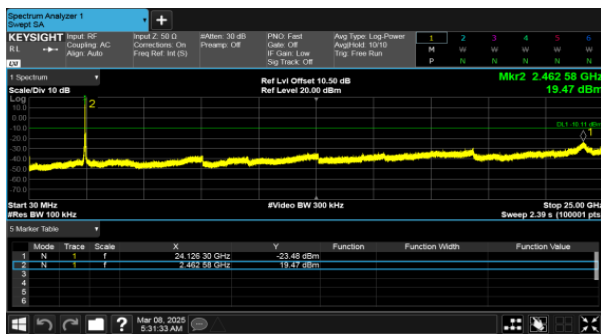 Spectrum Analyzer 1
Swept SA
+
KEYSIGHT Input: RF Input Z: 50 Ω #Atten: 30 dB PNO: Fast Avg Type: Log-Power 1 2 3 4 5 6
R L Coupling: AC Corrections: On Preamp: Off Gate: Off Avg|Hold: 10/10 M W W W W W
Align: Auto Freq Ref: Int (S) IF Gain: Low Trig: Free Run
LXI Sig Track: Off P N N N N N
1 Spectrum
Ref Lvl Offset 10.50 dB Mkr2 2.462 58 GHz
Scale/Div 10 dB Ref Level 20.00 dBm 19.47 dBm
Log
10.0
0.00
-10.0
-20.0
-30.0
-40.0
-50.0
-60.0
-70.0
2
DL1 -10.11 dBm
1
Start 30 MHz #Video BW 300 kHz Stop 25.00 GHz
#Res BW 100 kHz Sweep 2.39 s (100001 pts)
5 Marker Table
Mode Trace Scale X Y Function Function Width Function Value
1 N 1 f 24.126 30 GHz -23.48 dBm
2 N 1 f 2.462 58 GHz 19.47 dBm
3
4
5
6
? Mar 08, 2025
5:31:33 AM